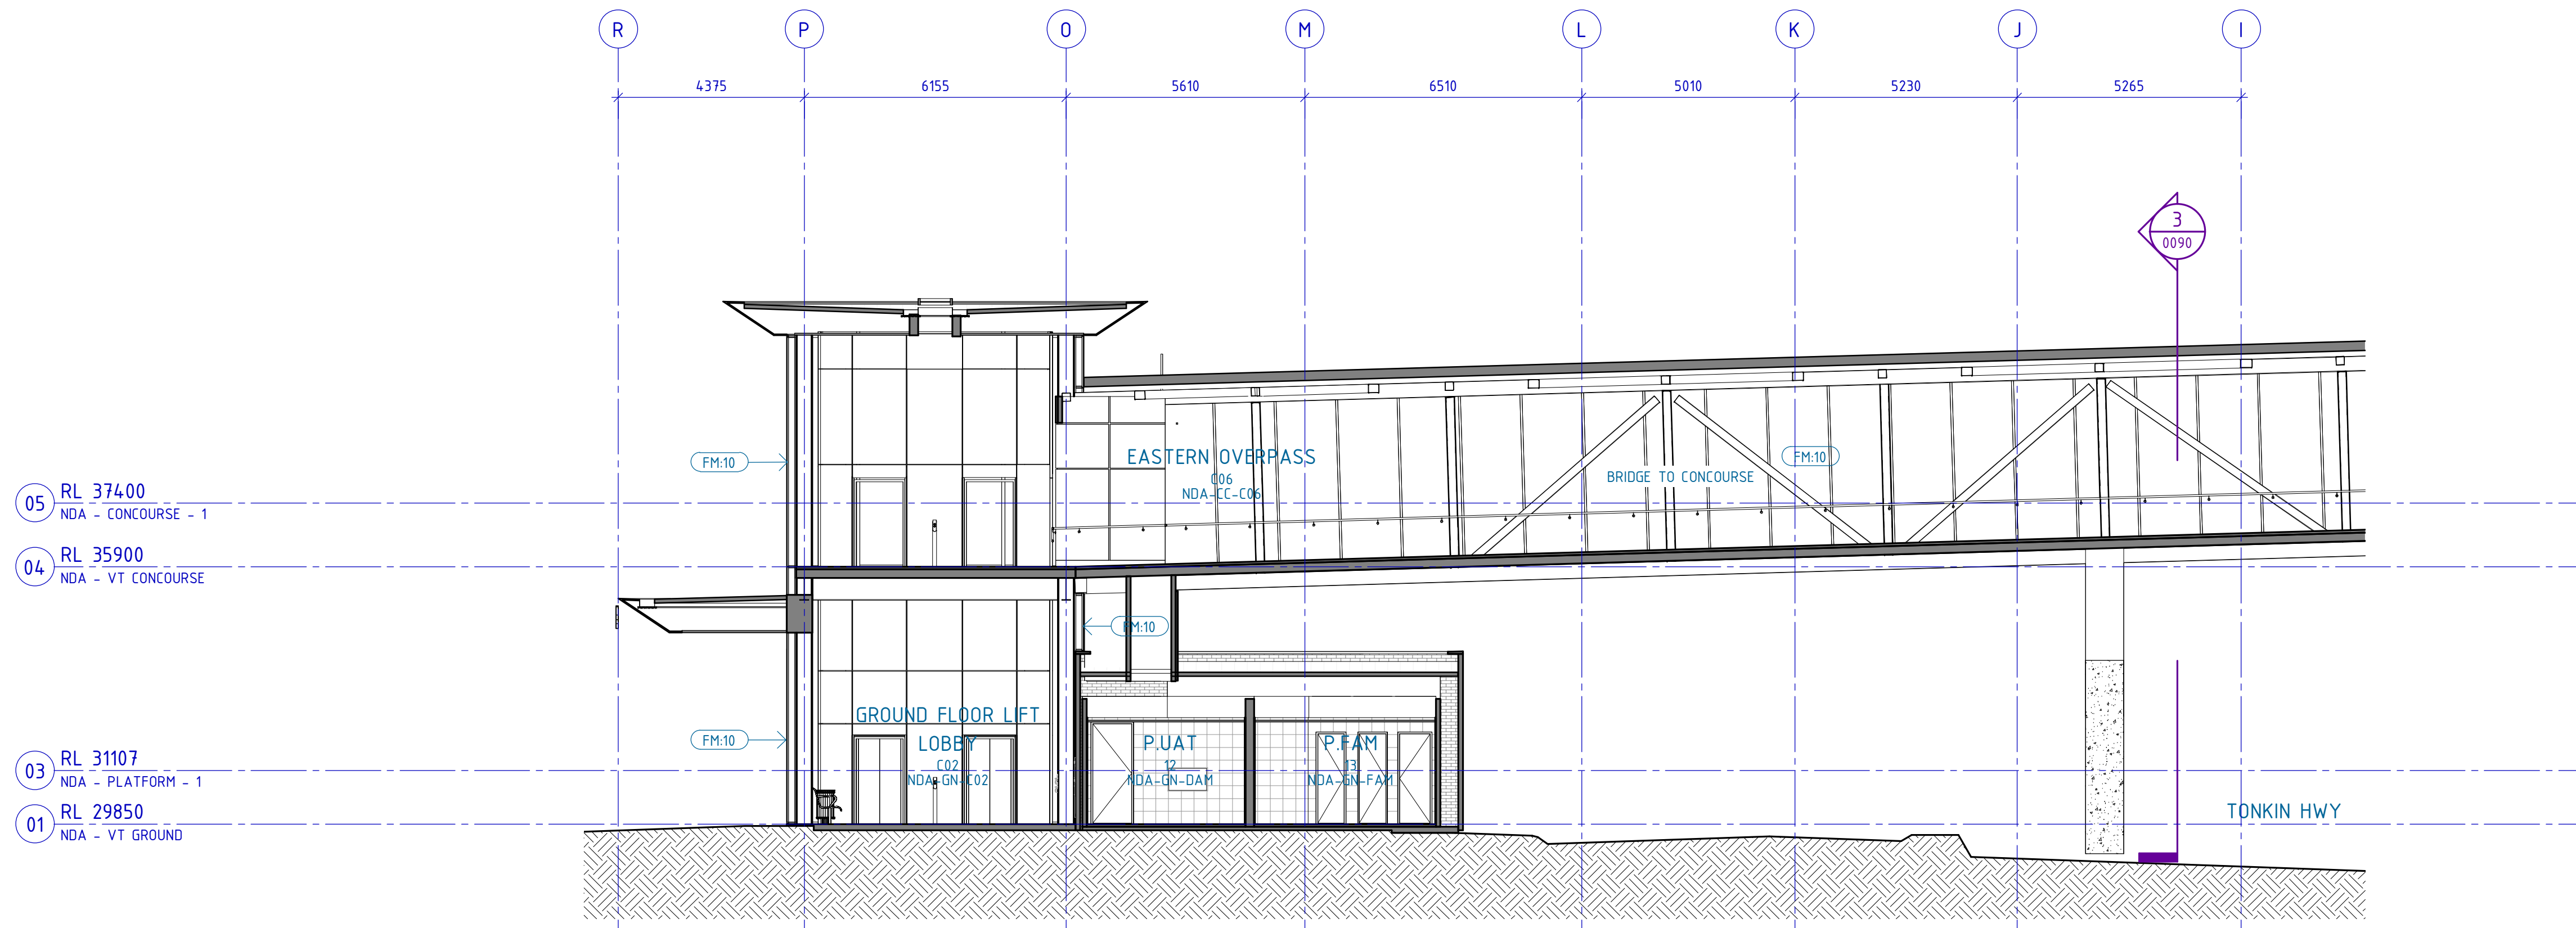 R P O M L K J I
4375 6155 5610 6510 5010 5230 5265
3
0090
EASTERN OVERPASS
C06
NDA-CC-C06
FM:10
BRIDGE TO CONCOURSE
FM:10
05 RL 37400
NDA - CONCOURSE - 1
04 RL 35900
NDA - VT CONCOURSE
FM:10
GROUND FLOOR LIFT
LOBBY
C02
NDA-GN-C02
P.UAT
12
NDA-GN-DAM
P.FAM
13
NDA-GN-FAM
FM:10
03 RL 31107
NDA - PLATFORM - 1
01 RL 29850
NDA - VT GROUND
TONKIN HWY